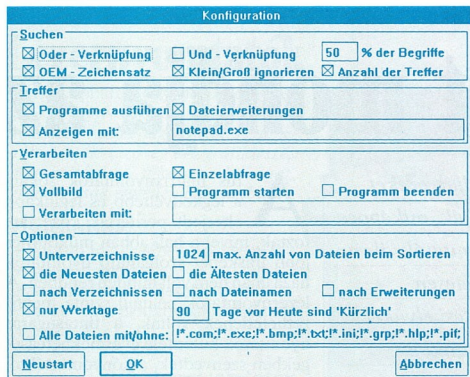 Konfiguration
Suchen
Oder - Verknüpfung Und - Verknüpfung 50 % der Begriffe
OEM - Zeichensatz Klein/Groß ignorieren Anzahl der Treffer
Treffer
Programme ausführen Dateierweiterungen
Anzeigen mit: notepad.exe
Verarbeiten
Gesamtabfrage Einzelabfrage
Vollbild Programm starten Programm beenden
Verarbeiten mit:
Optionen
Unterverzeichnisse 1024 max. Anzahl von Dateien beim Sortieren
die Neuesten Dateien die Ältesten Dateien
nach Verzeichnissen nach Dateinamen nach Erweiterungen
nur Werktage 90 Tage vor Heute sind 'Kürzlich'
Alle Dateien mit/ohne: !*.com;!*.exe;!*.bmp;!*.txt;!*.ini;!*.grp;!*.hlp;!*.pif;
Neustart OK Abbrechen